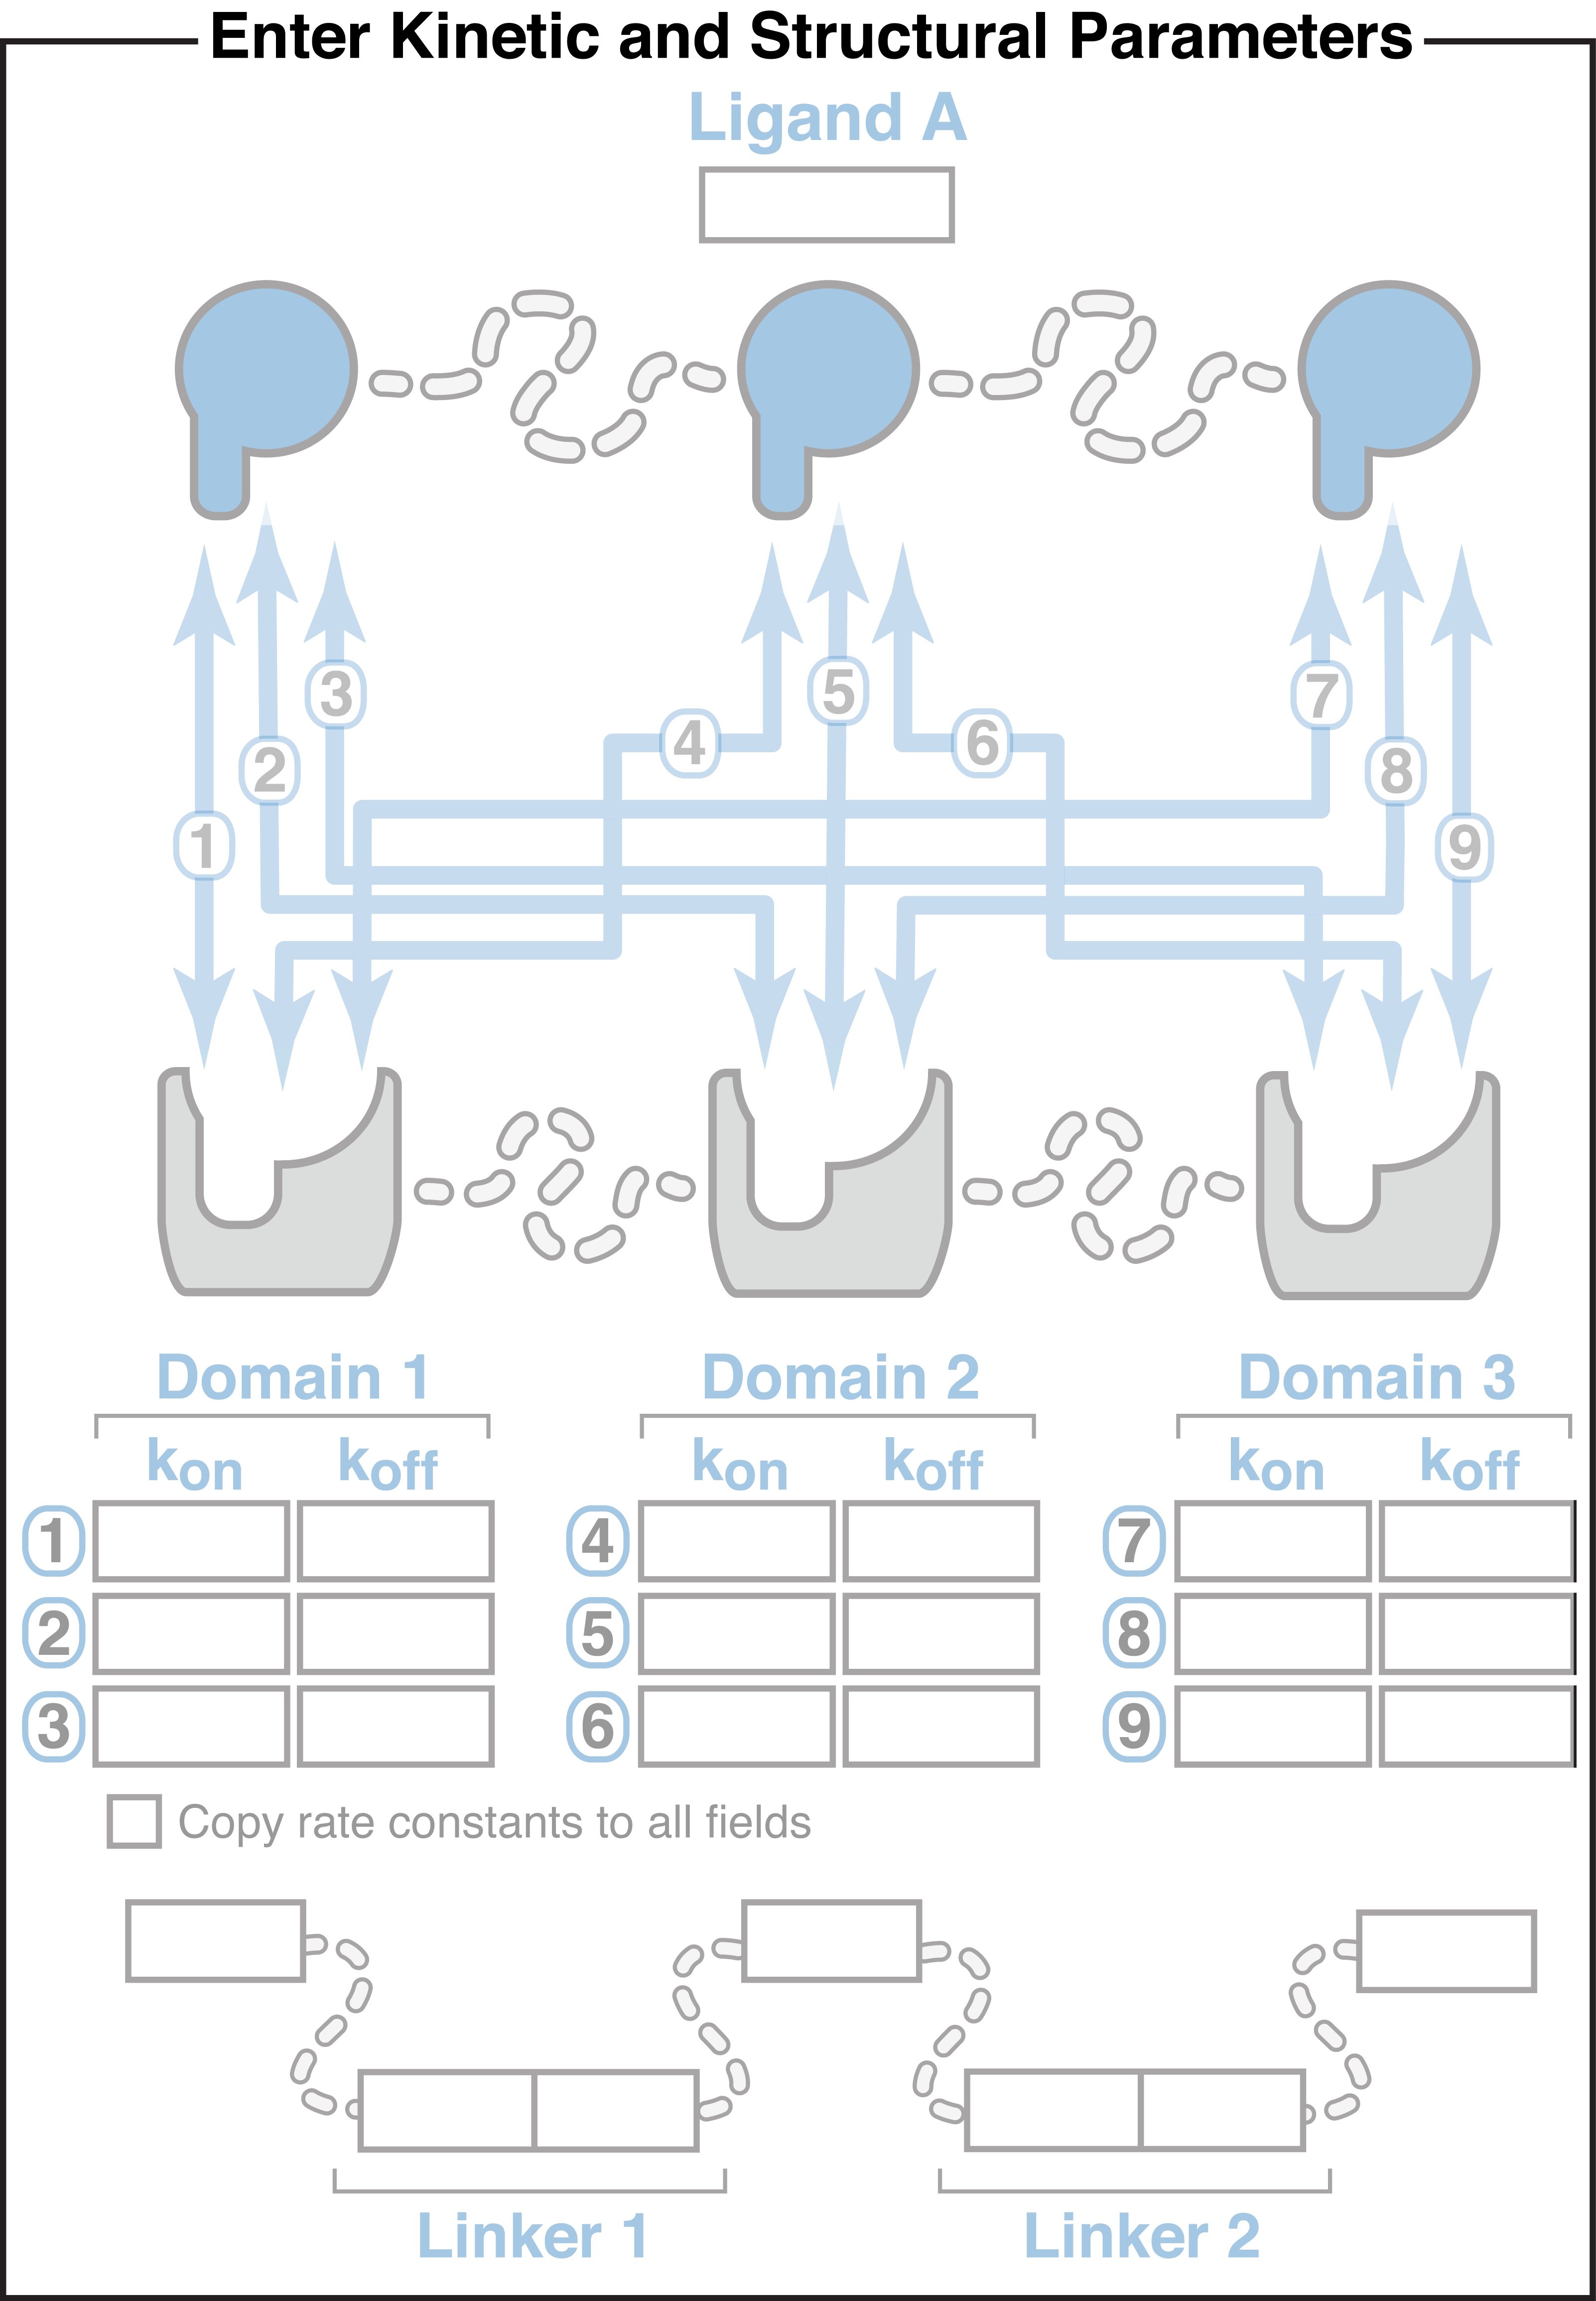 Enter Kinetic and Structural Parameters
Ligand A
3
5
7
4
6
2
8
1
9
Domain 1 Domain 2 Domain 3
kon koff kon koff kon koff
1 4 7
2 5 8
3 6 9
Copy rate constants to all fields
Linker 1 Linker 2